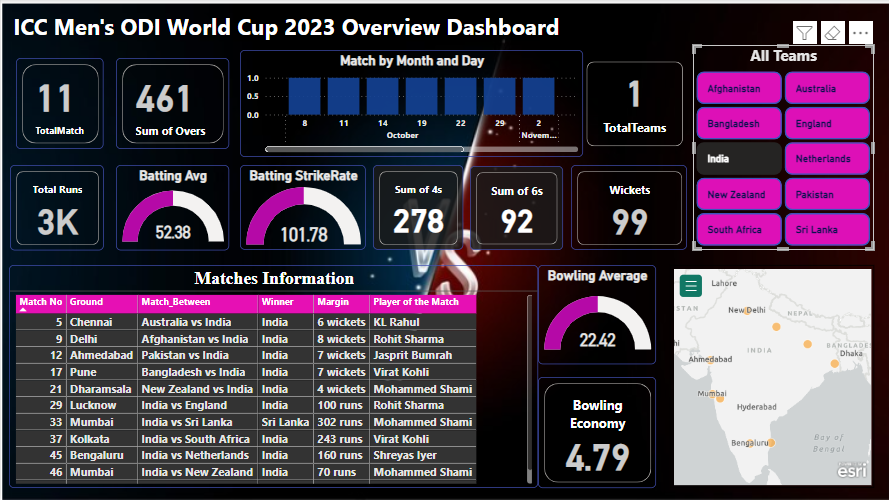 ICC Men's ODI World Cup 2023 Overview Dashboard
11
TotalMatch
461
Sum of Overs
Match by Month and Day
1.0
0.5
0.0
8 11 14 19 22 29 2
October Novem...
1
TotalTeams
All Teams
Afghanistan Australia
Bangladesh England
India Netherlands
New Zealand Pakistan
South Africa Sri Lanka
Total Runs
3K
Batting Avg
52.38
Batting StrikeRate
101.78
Sum of 4s
278
Sum of 6s
92
Wickets
99
VS
Matches Information
Match No Ground Match_Between Winner Margin Player of the Match
5 Chennai Australia vs India India 6 wickets KL Rahul
9 Delhi Afghanistan vs India India 8 wickets Rohit Sharma
12 Ahmedabad Pakistan vs India India 7 wickets Jasprit Bumrah
17 Pune Bangladesh vs India India 7 wickets Virat Kohli
21 Dharamsala New Zealand vs India India 4 wickets Mohammed Shami
29 Lucknow India vs England India 100 runs Rohit Sharma
33 Mumbai India vs Sri Lanka Sri Lanka 302 runs Mohammed Shami
37 Kolkata India vs South Africa India 243 runs Virat Kohli
45 Bengaluru India vs Netherlands India 160 runs Shreyas Iyer
46 Mumbai India vs New Zealand India 70 runs Mohammed Shami
Bowling Average
22.42
Bowling
Economy
4.79
Lahore
STAN
New Delhi
NEPAL
INDIA
BANGLADES
Dhaka
hi
Ahmedabad
Mumbai
Hyderabad
Bengaluru
Bay of
Bengal
esri